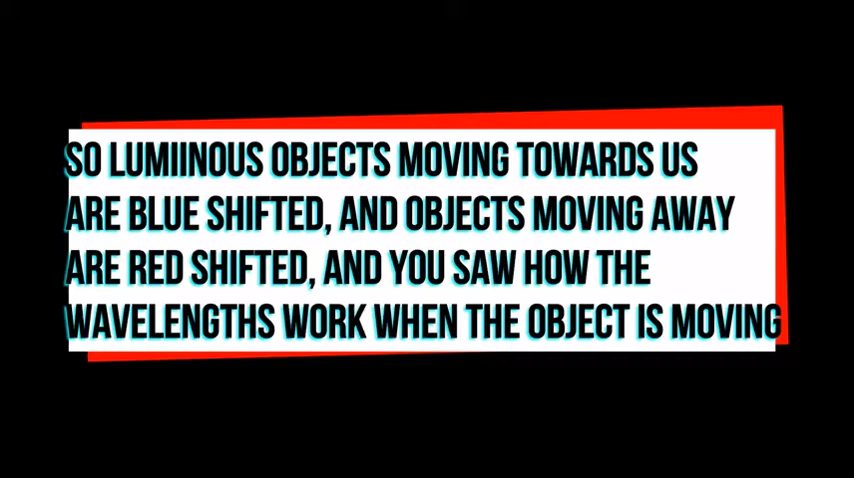 SO LUMIINOUS OBJECTS MOVING TOWARDS US
ARE BLUE SHIFTED, AND OBJECTS MOVING AWAY
ARE RED SHIFTED, AND YOU SAW HOW THE
WAVELENGTHS WORK WHEN THE OBJECT IS MOVING